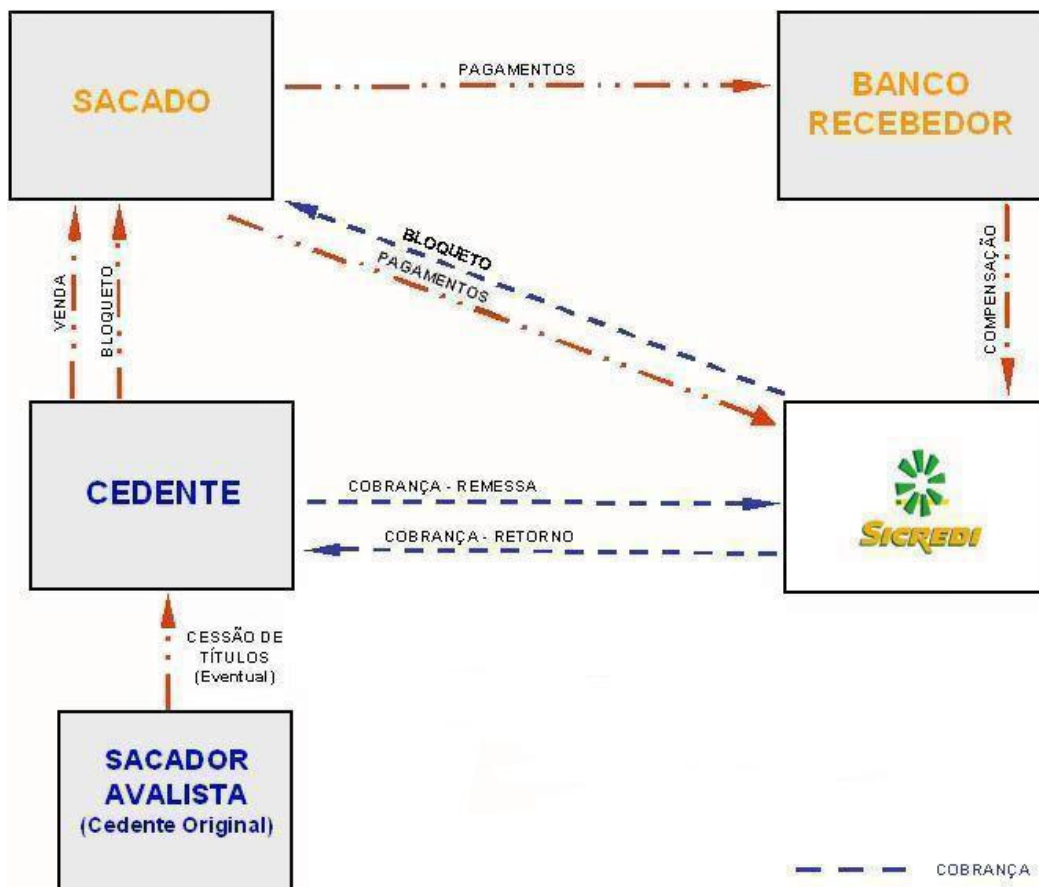 SACADO
PAGAMENTOS
BANCO
RECEBEDOR
VENDA
BLOQUETO
BLOQUETO
PAGAMENTOS
COMPENSAÇÃO
CEDENTE
COBRANÇA - REMESSA
COBRANÇA - RETORNO
SICREDI
CESSÃO DE
TÍTULOS
(Eventual)
SACADOR
AVALISTA
(Cedente Original)
COBRANÇA